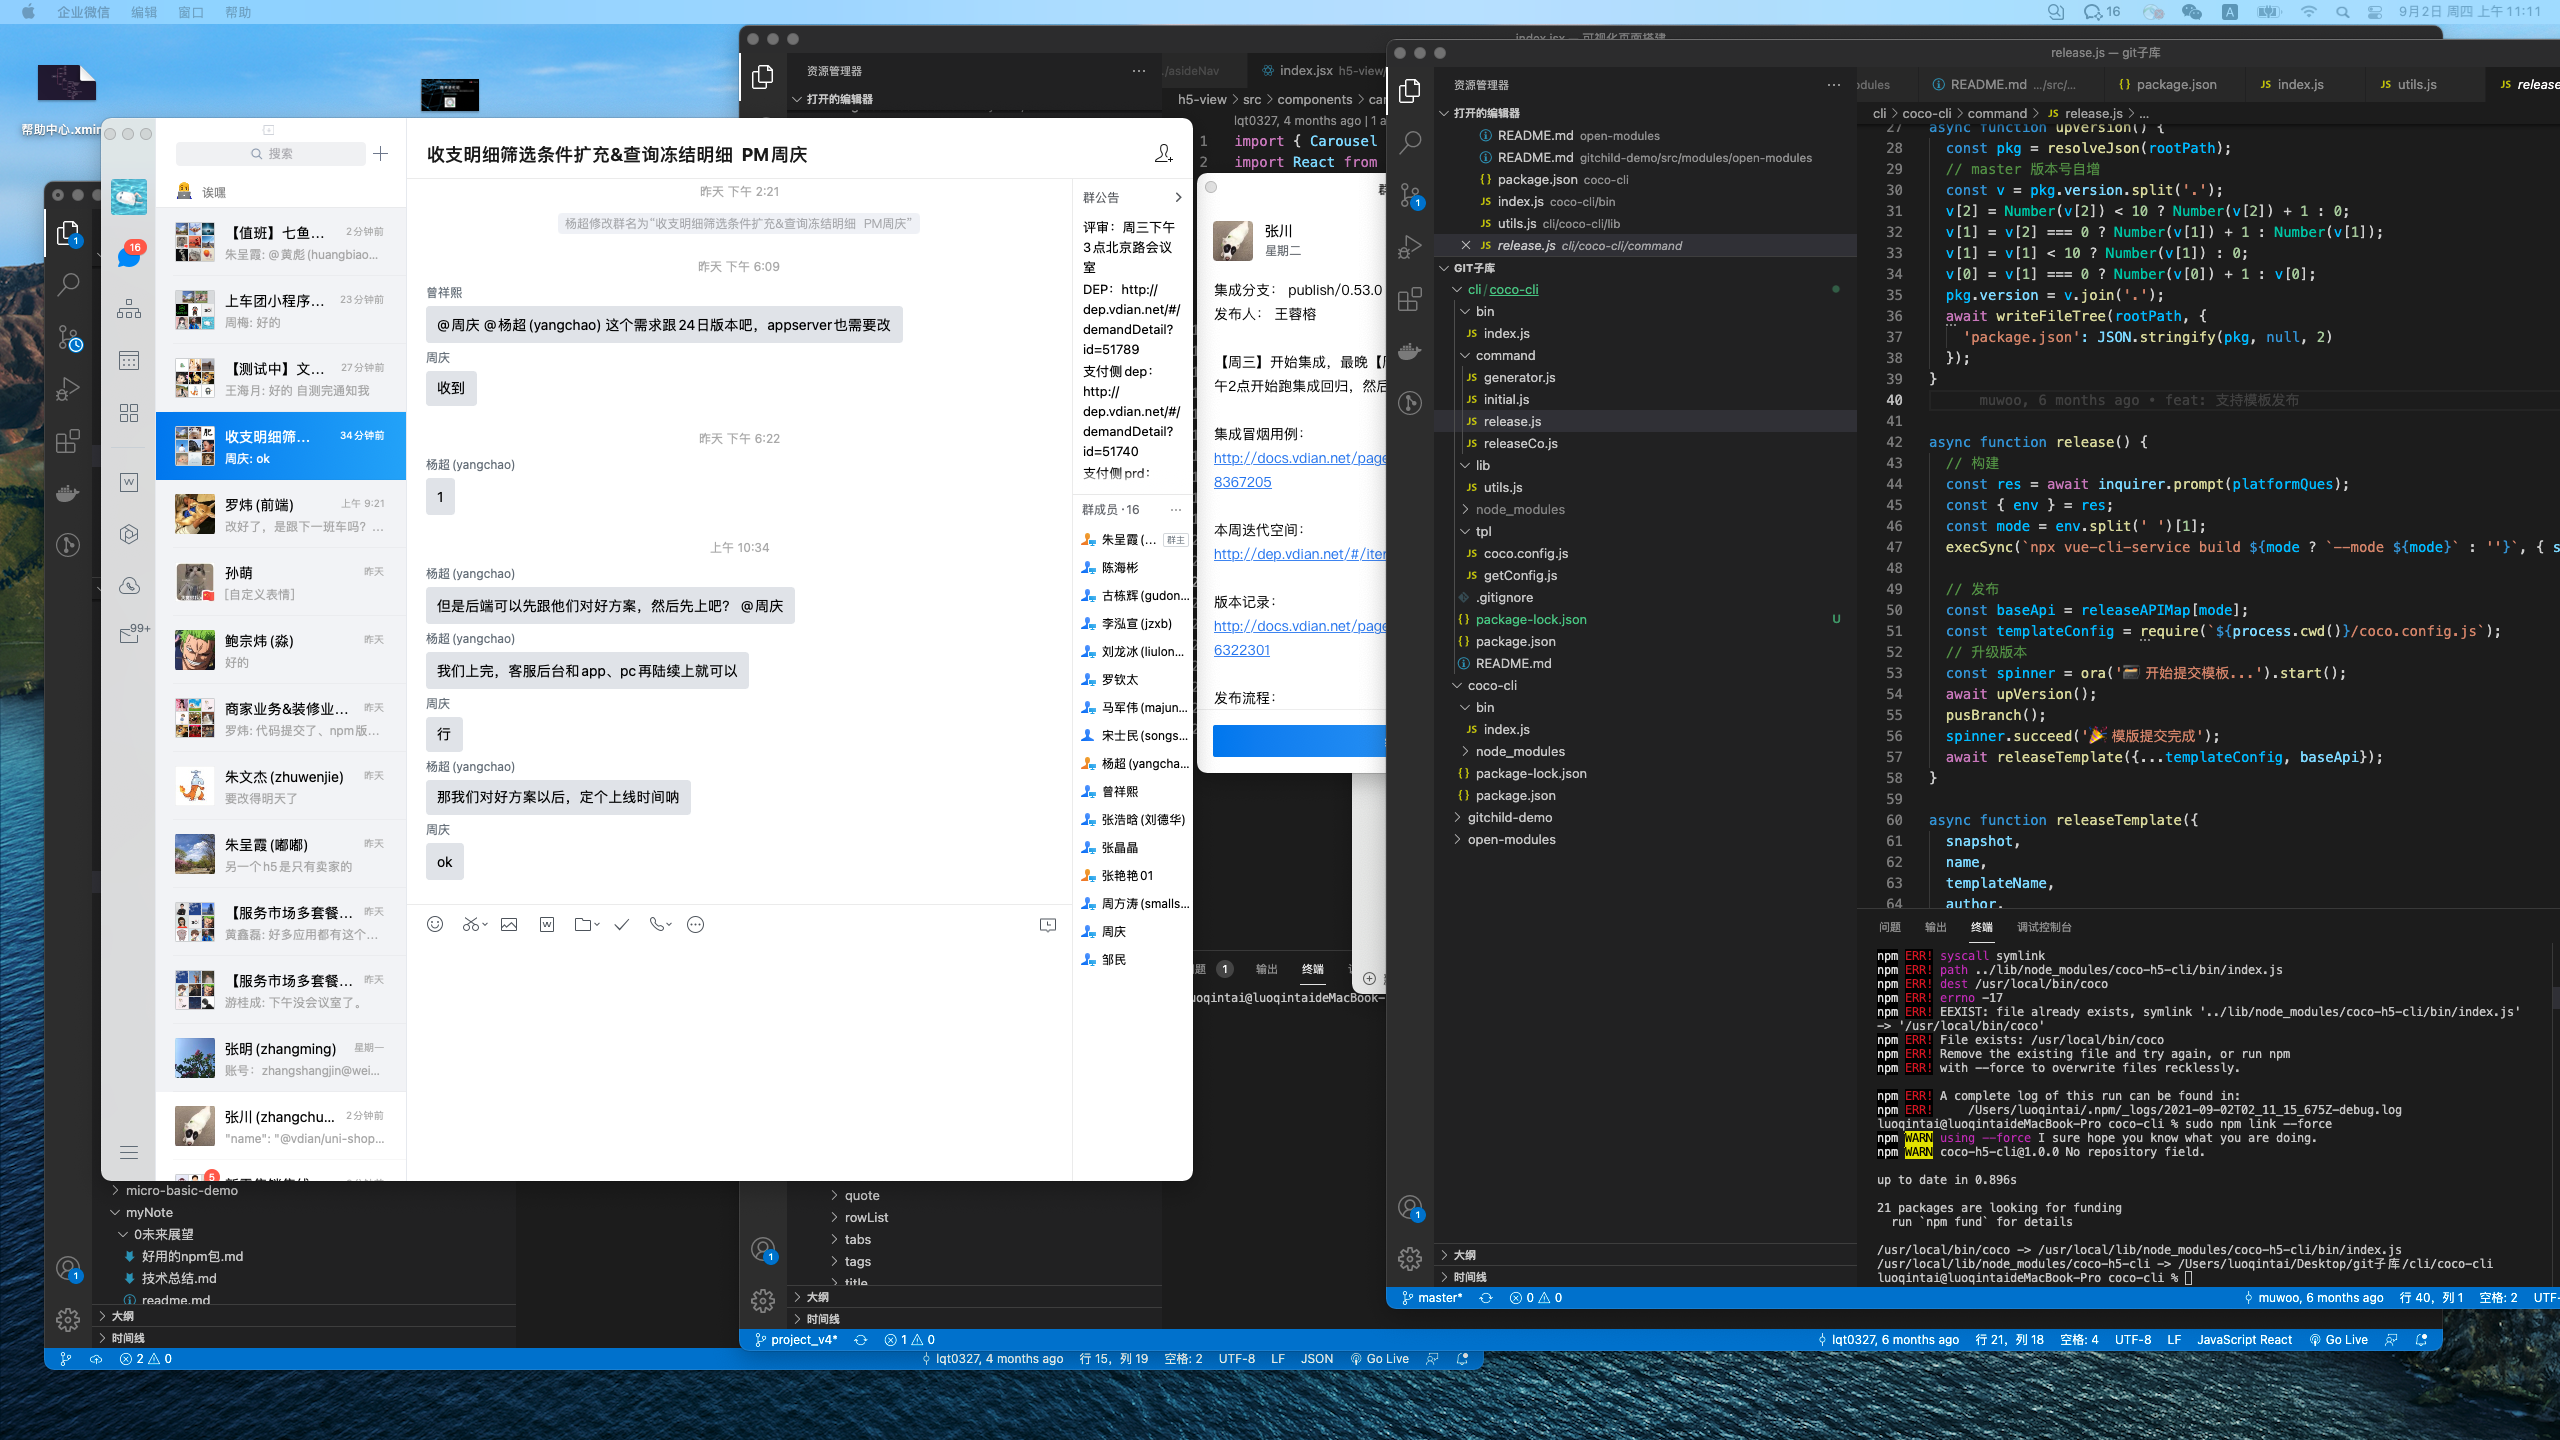 企业微信 编辑 窗口 帮助
16
9月2日 周四 上午 11:11
帮助中心.xmin
搜索
诶嘿
16
99+
【值班】七鱼... 2分钟前
朱呈霞: @黄彪(huangbiao...
上车团小程序... 23分钟前
周梅: 好的
【测试中】文... 27分钟前
王海月: 好的 自测完通知我
收支明细筛... 34分钟前
周庆: ok
罗炜(前端) 上午 9:21
改好了，是跟下一班车吗？ ...
孙萌 昨天
[自定义表情]
鲍宗炜(淼) 昨天
好的
商家业务&装修业... 昨天
罗炜: 代码提交了、npm版...
朱文杰(zhuwenjie) 昨天
要改得明天了
朱呈霞(嘟嘟) 昨天
另一个h5是只有卖家的
【服务市场多套餐... 昨天
黄鑫磊: 好多应用都有这个...
【服务市场多套餐... 昨天
游桂成: 下午没会议室了。
张明(zhangming) 星期一
账号：zhangshangjin@wei...
张川(zhangchu... 2分钟前
"name": "@vdian/uni-shop...
5
收支明细筛选条件扩充&查询冻结明细 PM周庆
昨天 下午 2:21
杨超修改群名为“收支明细筛选条件扩充&查询冻结明细 PM周庆”
昨天 下午 6:09
曾祥熙
@周庆 @杨超(yangchao) 这个需求跟24日版本吧，appserver也需要改
周庆
收到
昨天 下午 6:22
杨超(yangchao)
1
上午 10:34
杨超(yangchao)
但是后端可以先跟他们对好方案，然后先上吧？ @周庆
杨超(yangchao)
我们上完，客服后台和app、pc再陆续上就可以
周庆
行
杨超(yangchao)
那我们对好方案以后，定个上线时间呐
周庆
ok
群公告
评审：周三下午
3点北京路会议
室
DEP：http://
dep.vdian.net/#/
demandDetail?
id=51789
支付侧dep：
http://
dep.vdian.net/#/
demandDetail?
id=51740
支付侧prd：
群成员·16 ...
朱呈霞(... 群主
陈海彬
古栋辉(gudon...
李泓宣(jzxb)
刘龙冰(liulon...
罗钦太
马军伟(majun...
宋士民(songs...
杨超(yangcha...
曾祥熙
张浩晗(刘德华)
张晶晶
张艳艳01
周方涛(smalls...
周庆
邹民
1
1
micro-basic-demo
myNote
0未来展望
好用的npm包.md
技术总结.md
readme.md
大纲
时间线
2 0
lqt0327, 4 months ago 行 15，列 19 空格: 2 UTF-8 LF JSON Go Live
index.jsx — 可视化页面搭建
资源管理器 ...
打开的编辑器
./asideNav index.jsx h5-view/
h5-view > src > components > ca
lqt0327, 4 months ago | 1 a
1 import { Carousel
2 import React from
张川
星期二
集成分支： publish/0.53.0
发布人： 王蓉榕
【周三】开始集成，最晚【
午2点开始跑集成回归，然后
集成冒烟用例：
http://docs.vdian.net/page
8367205
本周迭代空间：
http://dep.vdian.net/#/iter
版本记录：
http://docs.vdian.net/page
6322301
发布流程：
题 1 输出 终端
uoqintai@luoqintaideMacBook-
quote
rowList
tabs
tags
title
大纲
时间线
1
project_v4* 1 0
lqt0327, 6 months ago 行 21，列 18 空格: 4 UTF-8 LF JavaScript React Go Live
release.js — git子库
资源管理器 ...
打开的编辑器
README.md open-modules
README.md gitchild-demo/src/modules/open-modules
package.json coco-cli
index.js coco-cli/bin
utils.js cli/coco-cli/lib
release.js cli/coco-cli/command
GIT子库
cli / coco-cli
bin
index.js
command
generator.js
initial.js
release.js
releaseCo.js
lib
utils.js
node_modules
tpl
coco.config.js
getConfig.js
.gitignore
package-lock.json U
package.json
README.md
coco-cli
bin
index.js
node_modules
package-lock.json
package.json
gitchild-demo
open-modules
大纲
时间线
1
1
odules README.md .../src/... package.json index.js utils.js release
cli > coco-cli > command > release.js > ...
27 async function upVersion() {
28 const pkg = resolveJson(rootPath);
29 // master 版本号自增
30 const v = pkg.version.split('.');
31 v[2] = Number(v[2]) < 10 ? Number(v[2]) + 1 : 0;
32 v[1] = v[2] === 0 ? Number(v[1]) + 1 : Number(v[1]);
33 v[1] = v[1] < 10 ? Number(v[1]) : 0;
34 v[0] = v[1] === 0 ? Number(v[0]) + 1 : v[0];
35 pkg.version = v.join('.');
36 await writeFileTree(rootPath, {
37 'package.json': JSON.stringify(pkg, null, 2)
38 });
39 }
40 muwoo, 6 months ago • feat: 支持模板发布
41
42 async function release() {
43 // 构建
44 const res = await inquirer.prompt(platformQues);
45 const { env } = res;
46 const mode = env.split(' ')[1];
47 execSync(`npx vue-cli-service build ${mode ? `--mode ${mode}` : ''}`, { s
48
49 // 发布
50 const baseApi = releaseAPIMap[mode];
51 const templateConfig = require(`${process.cwd()}/coco.config.js`);
52 // 升级版本
53 const spinner = ora('🗃 开始提交模板...').start();
54 await upVersion();
55 pusBranch();
56 spinner.succeed('🎉 模版提交完成');
57 await releaseTemplate({...templateConfig, baseApi});
58 }
59
60 async function releaseTemplate({
61 snapshot,
62 name,
63 templateName,
64 author,
问题 输出 终端 调试控制台
npm ERR! syscall symlink
npm ERR! path ../lib/node_modules/coco-h5-cli/bin/index.js
npm ERR! dest /usr/local/bin/coco
npm ERR! errno -17
npm ERR! EEXIST: file already exists, symlink '../lib/node_modules/coco-h5-cli/bin/index.js'
-> '/usr/local/bin/coco'
npm ERR! File exists: /usr/local/bin/coco
npm ERR! Remove the existing file and try again, or run npm
npm ERR! with --force to overwrite files recklessly.
npm ERR! A complete log of this run can be found in:
npm ERR! /Users/luoqintai/.npm/_logs/2021-09-02T02_11_15_675Z-debug.log
luoqintai@luoqintaideMacBook-Pro coco-cli % sudo npm link --force
npm WARN using --force I sure hope you know what you are doing.
npm WARN coco-h5-cli@1.0.0 No repository field.
up to date in 0.896s
21 packages are looking for funding
run `npm fund` for details
/usr/local/bin/coco -> /usr/local/lib/node_modules/coco-h5-cli/bin/index.js
/usr/local/lib/node_modules/coco-h5-cli -> /Users/luoqintai/Desktop/git子库/cli/coco-cli
luoqintai@luoqintaideMacBook-Pro coco-cli %
master* 0 0
muwoo, 6 months ago 行 40，列 1 空格: 2 UTF-